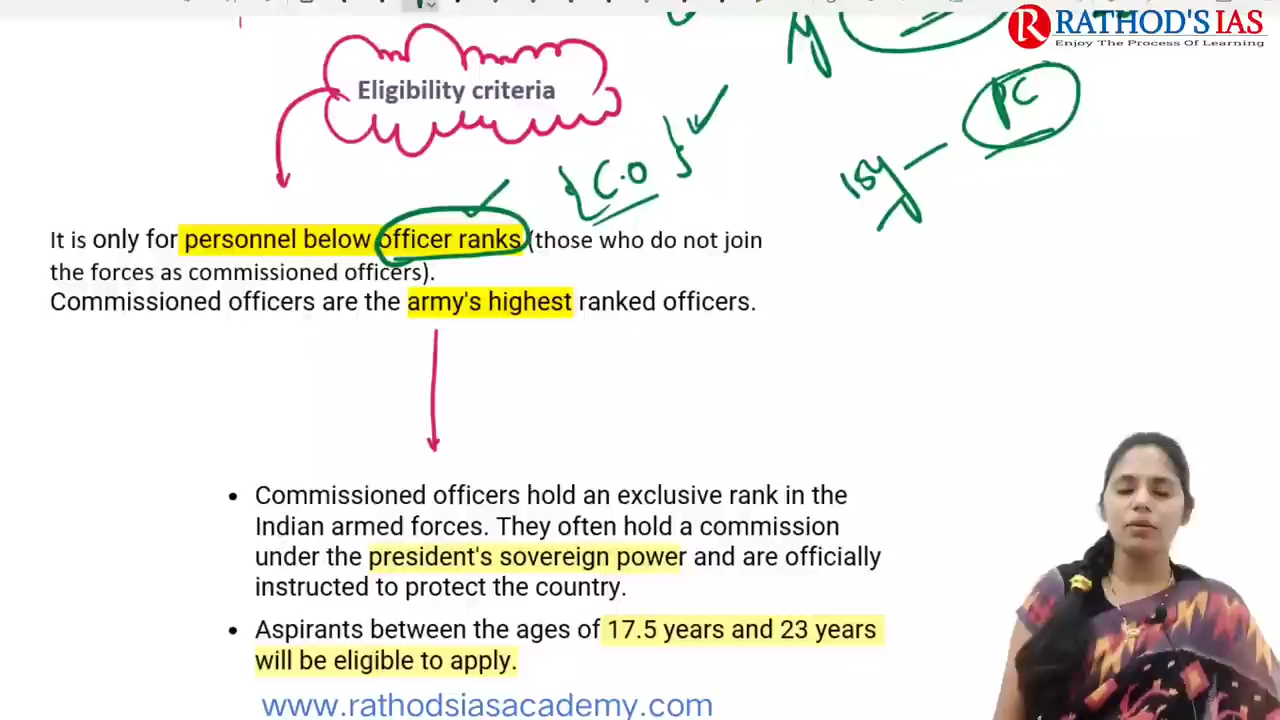 RATHOD'S IAS
Enjoy The Process Of Learning
Eligibility criteria
PC
{C.O}
15y
It is only for personnel below officer ranks (those who do not join
the forces as commissioned officers).
Commissioned officers are the army's highest ranked officers.
• Commissioned officers hold an exclusive rank in the
Indian armed forces. They often hold a commission
under the president's sovereign power and are officially
instructed to protect the country.
• Aspirants between the ages of 17.5 years and 23 years
will be eligible to apply.
www.rathodsiasacademy.com